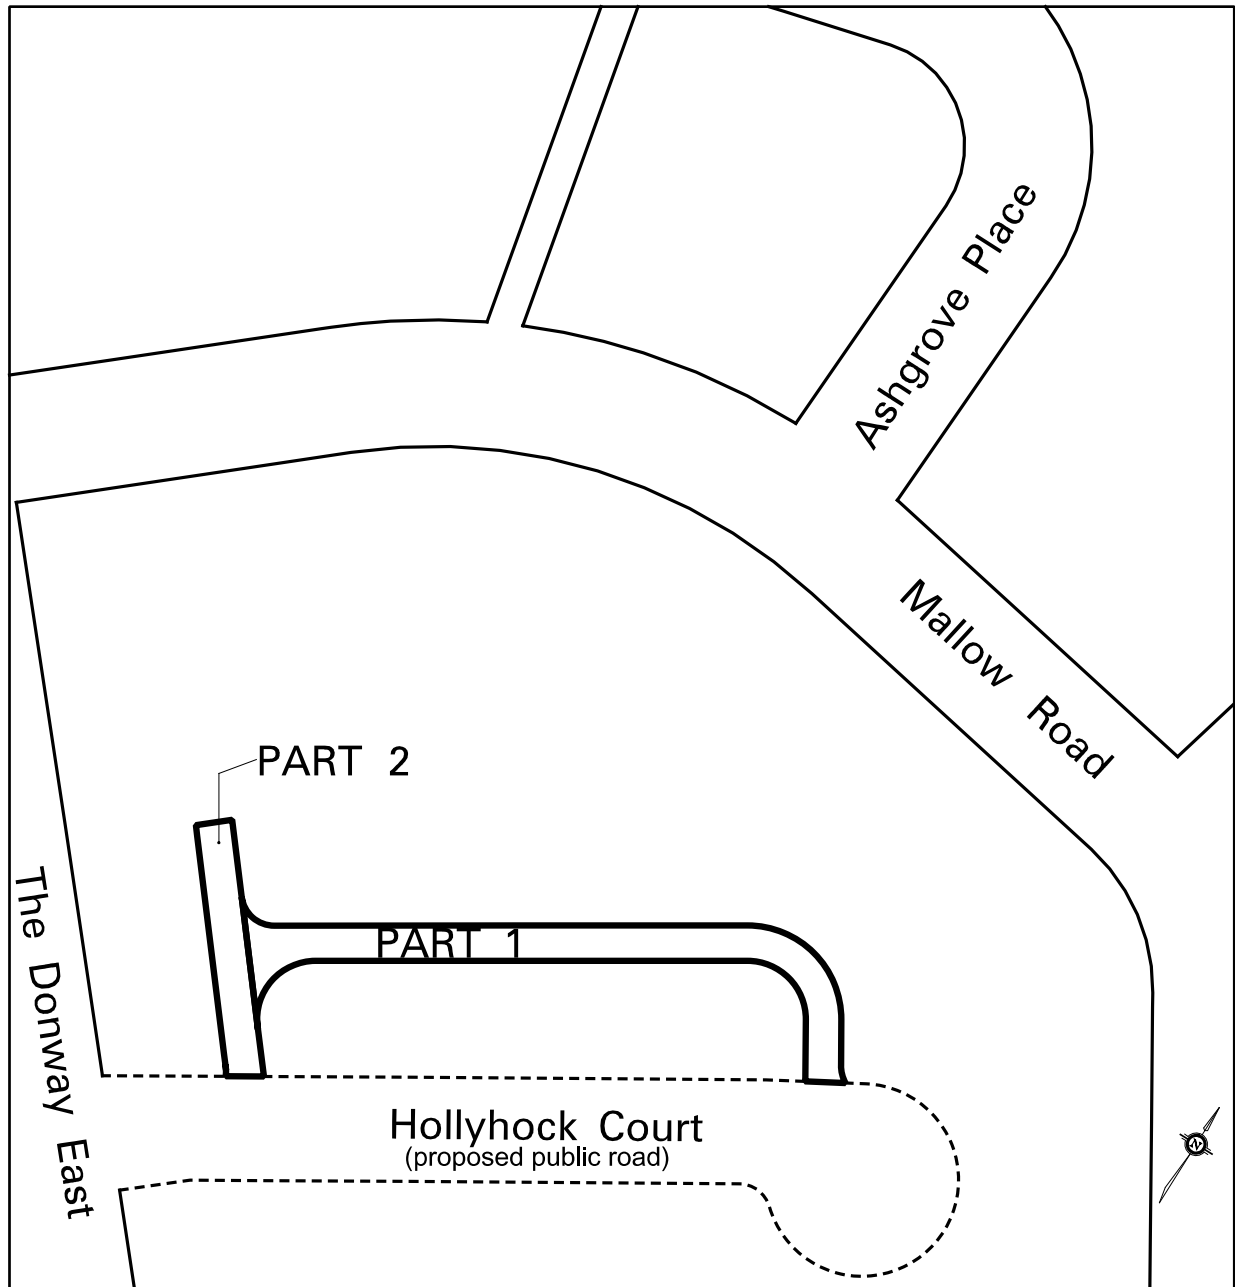 Ashgrove Place
Mallow Road
PART 2
The Donway East
PART 1
Hollyhock Court
(proposed public road)
N